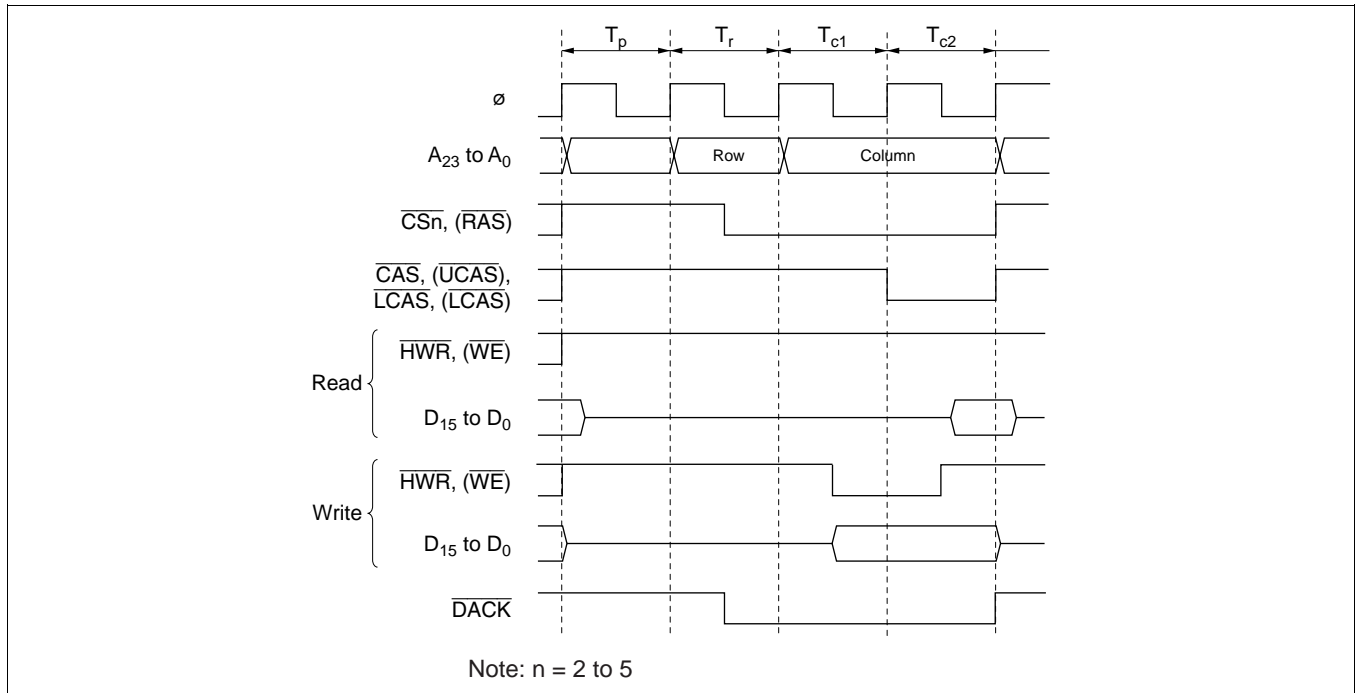 Tp Tr Tc1 Tc2
ø
A23 to A0 Row Column
CSn, (RAS)
CAS, (UCAS),
LCAS, (LCAS)
Read
HWR, (WE)
D15 to D0
Write
HWR, (WE)
D15 to D0
DACK
Note: n = 2 to 5